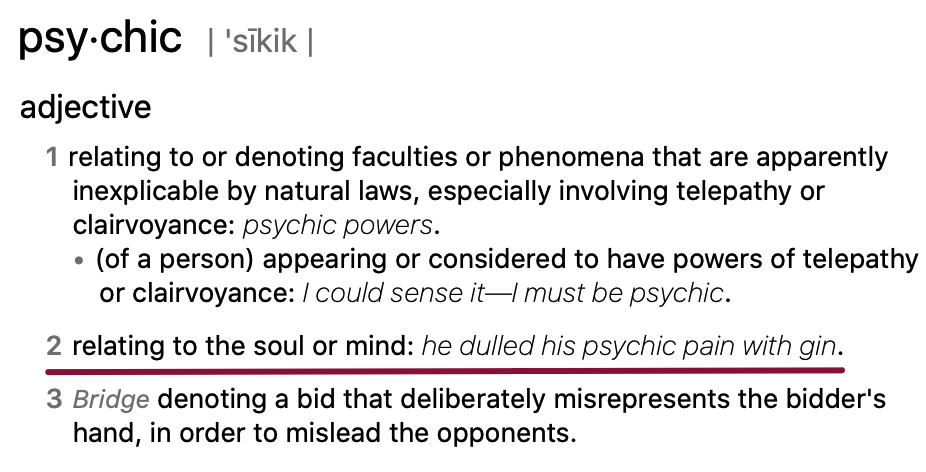 psy·chic | 'sīkik |
adjective
1 relating to or denoting faculties or phenomena that are apparently
inexplicable by natural laws, especially involving telepathy or
clairvoyance: psychic powers.
• (of a person) appearing or considered to have powers of telepathy
or clairvoyance: I could sense it—I must be psychic.
2 relating to the soul or mind: he dulled his psychic pain with gin.
3 Bridge denoting a bid that deliberately misrepresents the bidder's
hand, in order to mislead the opponents.